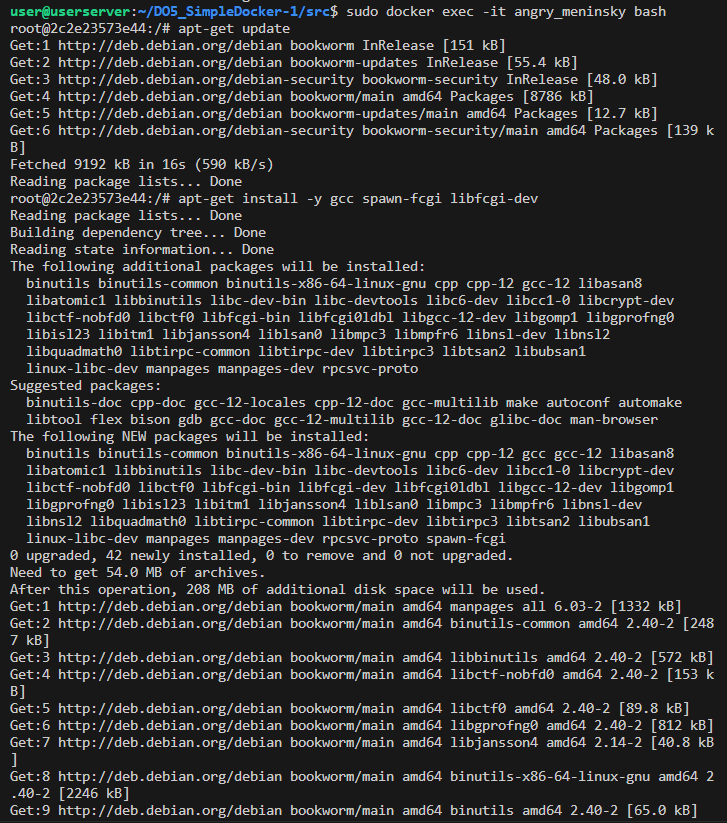 user@userserver:~/DO5_SimpleDocker-1/src$ sudo docker exec -it angry_meninsky bash
root@2c2e23573e44:/# apt-get update
Get:1 http://deb.debian.org/debian bookworm InRelease [151 kB]
Get:2 http://deb.debian.org/debian bookworm-updates InRelease [55.4 kB]
Get:3 http://deb.debian.org/debian-security bookworm-security InRelease [48.0 kB]
Get:4 http://deb.debian.org/debian bookworm/main amd64 Packages [8786 kB]
Get:5 http://deb.debian.org/debian bookworm-updates/main amd64 Packages [12.7 kB]
Get:6 http://deb.debian.org/debian-security bookworm-security/main amd64 Packages [139 k
B]
Fetched 9192 kB in 16s (590 kB/s)
Reading package lists... Done
root@2c2e23573e44:/# apt-get install -y gcc spawn-fcgi libfcgi-dev
Reading package lists... Done
Building dependency tree... Done
Reading state information... Done
The following additional packages will be installed:
  binutils binutils-common binutils-x86-64-linux-gnu cpp cpp-12 gcc-12 libasan8
  libatomic1 libbinutils libc-dev-bin libc-devtools libc6-dev libcc1-0 libcrypt-dev
  libctf-nobfd0 libctf0 libfcgi-bin libfcgi0ldbl libgcc-12-dev libgomp1 libgprofng0
  libisl23 libitm1 libjansson4 liblsan0 libmpc3 libmpfr6 libnsl-dev libnsl2
  libquadmath0 libtirpc-common libtirpc-dev libtirpc3 libtsan2 libubsan1
  linux-libc-dev manpages manpages-dev rpcsvc-proto
Suggested packages:
  binutils-doc cpp-doc gcc-12-locales cpp-12-doc gcc-multilib make autoconf automake
  libtool flex bison gdb gcc-doc gcc-12-multilib gcc-12-doc glibc-doc man-browser
The following NEW packages will be installed:
  binutils binutils-common binutils-x86-64-linux-gnu cpp cpp-12 gcc gcc-12 libasan8
  libatomic1 libbinutils libc-dev-bin libc-devtools libc6-dev libcc1-0 libcrypt-dev
  libctf-nobfd0 libctf0 libfcgi-bin libfcgi-dev libfcgi0ldbl libgcc-12-dev libgomp1
  libgprofng0 libisl23 libitm1 libjansson4 liblsan0 libmpc3 libmpfr6 libnsl-dev
  libnsl2 libquadmath0 libtirpc-common libtirpc-dev libtirpc3 libtsan2 libubsan1
  linux-libc-dev manpages manpages-dev rpcsvc-proto spawn-fcgi
0 upgraded, 42 newly installed, 0 to remove and 0 not upgraded.
Need to get 54.0 MB of archives.
After this operation, 208 MB of additional disk space will be used.
Get:1 http://deb.debian.org/debian bookworm/main amd64 manpages all 6.03-2 [1332 kB]
Get:2 http://deb.debian.org/debian bookworm/main amd64 binutils-common amd64 2.40-2 [248
7 kB]
Get:3 http://deb.debian.org/debian bookworm/main amd64 libbinutils amd64 2.40-2 [572 kB]
Get:4 http://deb.debian.org/debian bookworm/main amd64 libctf-nobfd0 amd64 2.40-2 [153 k
B]
Get:5 http://deb.debian.org/debian bookworm/main amd64 libctf0 amd64 2.40-2 [89.8 kB]
Get:6 http://deb.debian.org/debian bookworm/main amd64 libgprofng0 amd64 2.40-2 [812 kB]
Get:7 http://deb.debian.org/debian bookworm/main amd64 libjansson4 amd64 2.14-2 [40.8 kB
]
Get:8 http://deb.debian.org/debian bookworm/main amd64 binutils-x86-64-linux-gnu amd64 2
.40-2 [2246 kB]
Get:9 http://deb.debian.org/debian bookworm/main amd64 binutils amd64 2.40-2 [65.0 kB]